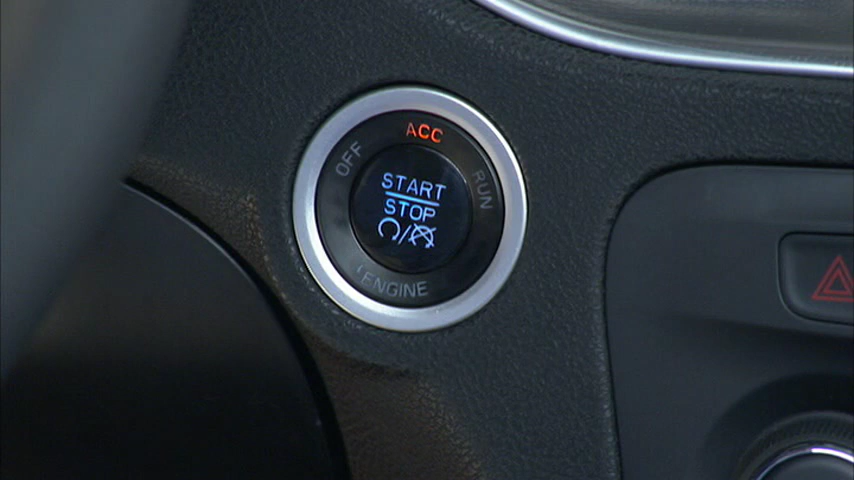 ACC
OFF
RUN
START
STOP
ENGINE